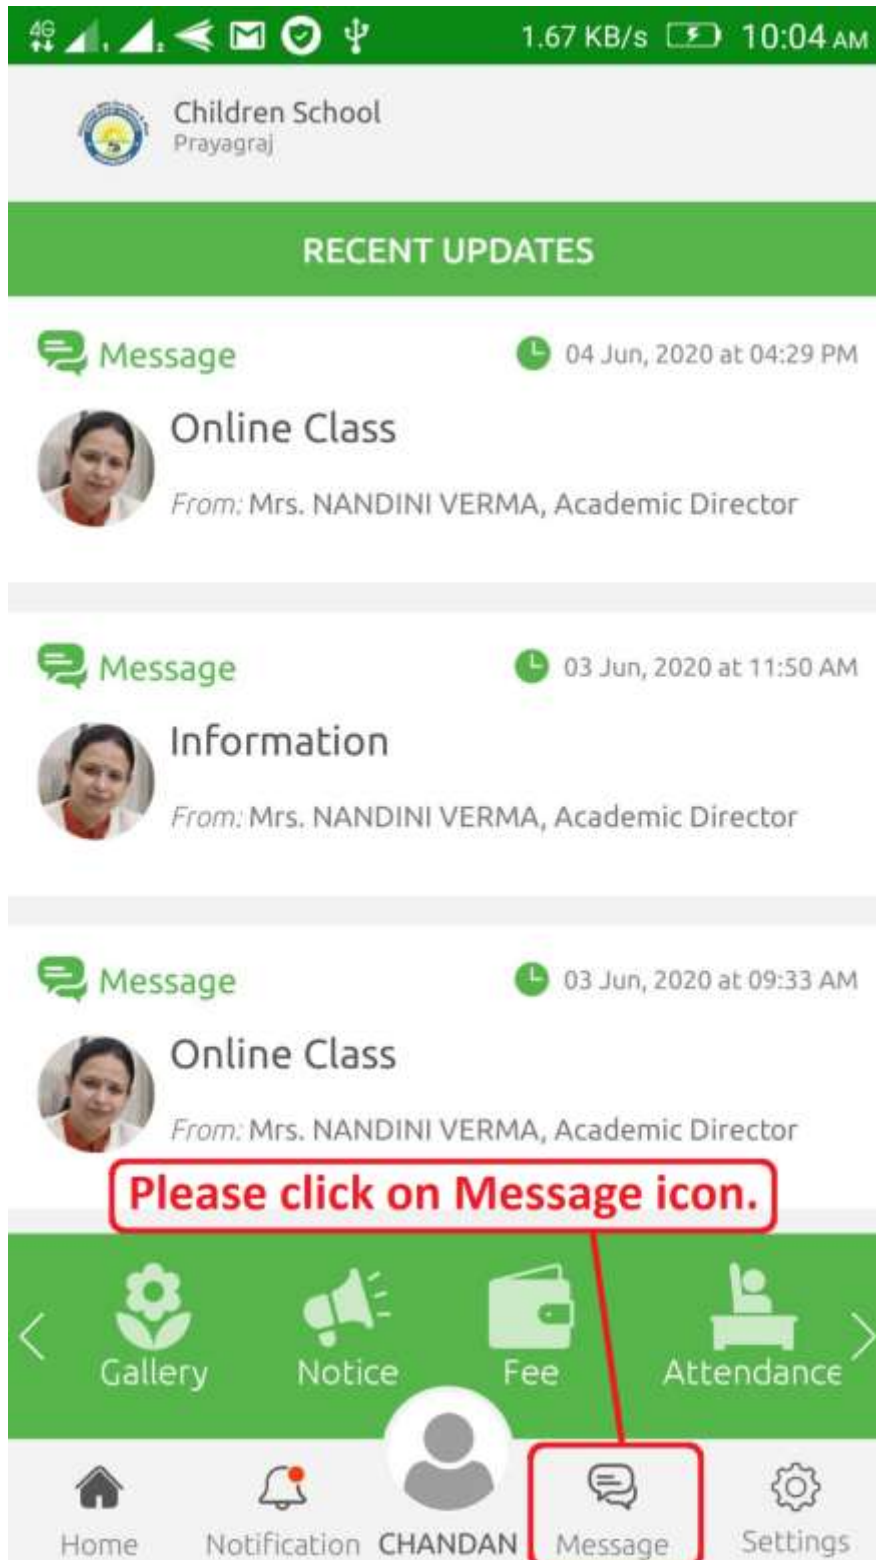 4G 1 2 1.67 KB/s 10:04 AM
Children School
Prayagraj
RECENT UPDATES
Message 04 Jun, 2020 at 04:29 PM
Online Class
From: Mrs. NANDINI VERMA, Academic Director
Message 03 Jun, 2020 at 11:50 AM
Information
From: Mrs. NANDINI VERMA, Academic Director
Message 03 Jun, 2020 at 09:33 AM
Online Class
From: Mrs. NANDINI VERMA, Academic Director
Please click on Message icon.
Gallery Notice Fee Attendance
Home Notification CHANDAN Message Settings